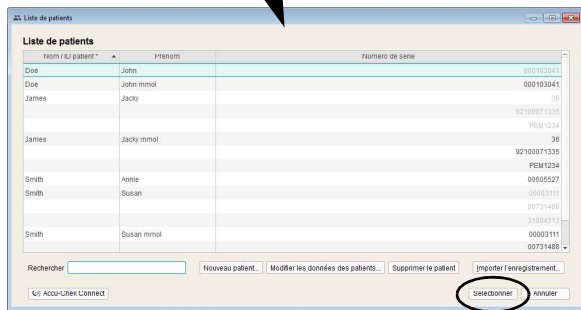 Liste de patients
Liste de patients
Nom / ID patient * Prénom Numéro de série
Doe John 000103041
Doe John mmol 000103041
James Jacky 36
92100071335
PEM1234
James Jacky mmol 36
92100071335
PEM1234
Smith Annie 00605527
Smith Susan 00003111
00731488
31804313
Smith Susan mmol 00003111
00731488
Rechercher Nouveau patient... Modifier les données des patients... Supprimer le patient Importer l'enregistrement...
Accu-Chek Connect Sélectionner Annuler